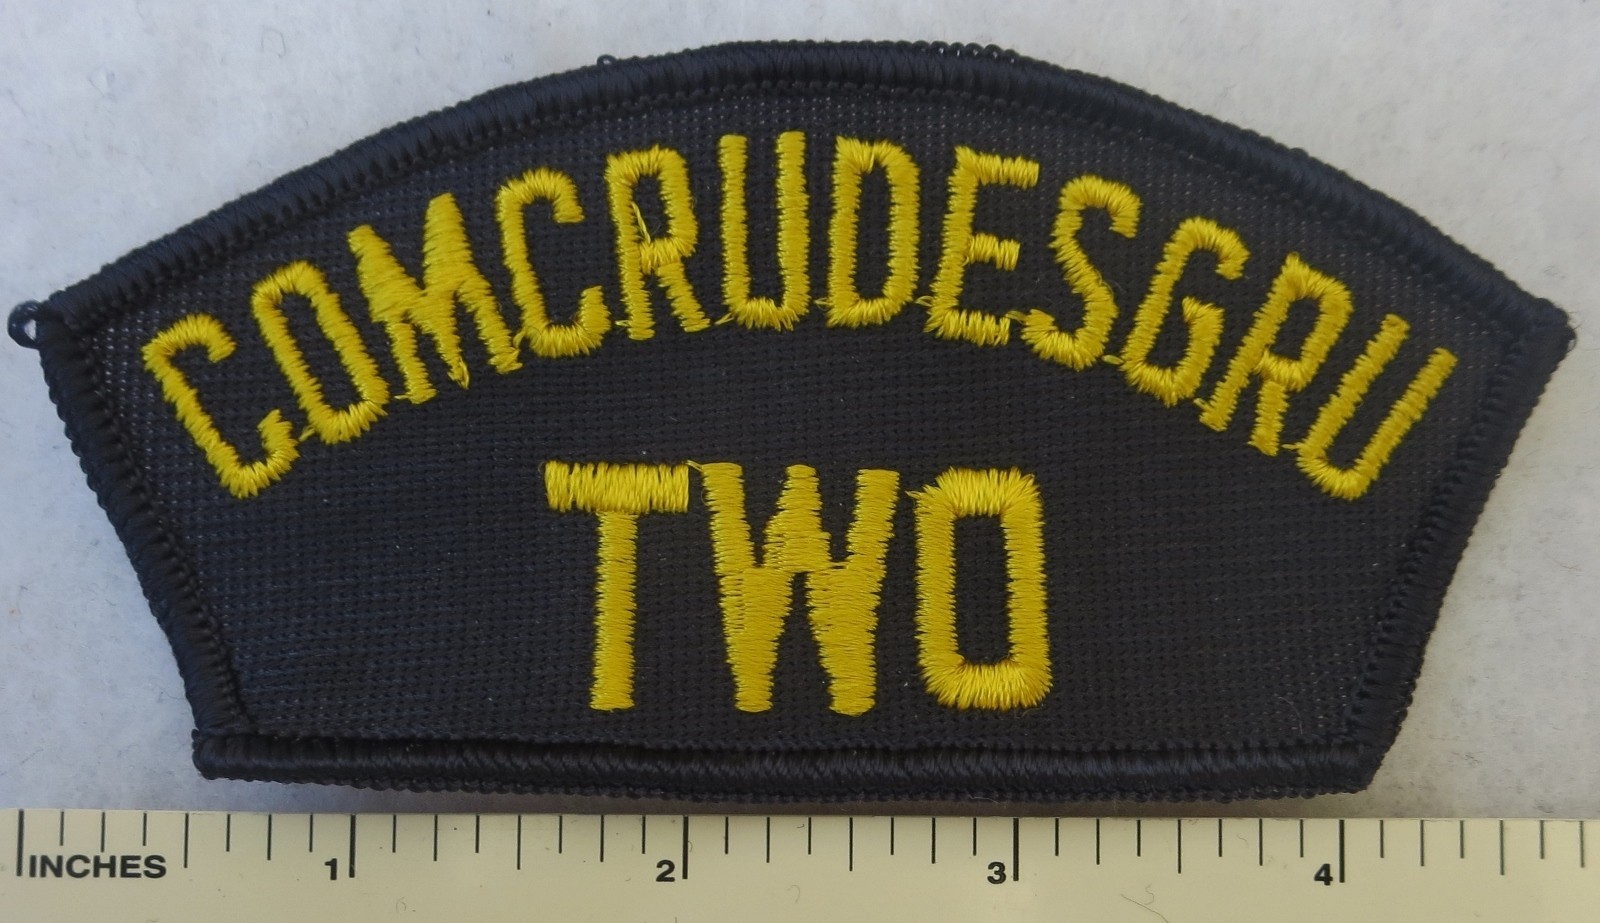 COMCRUDESGRU
TWO
INCHES 1 2 3 4